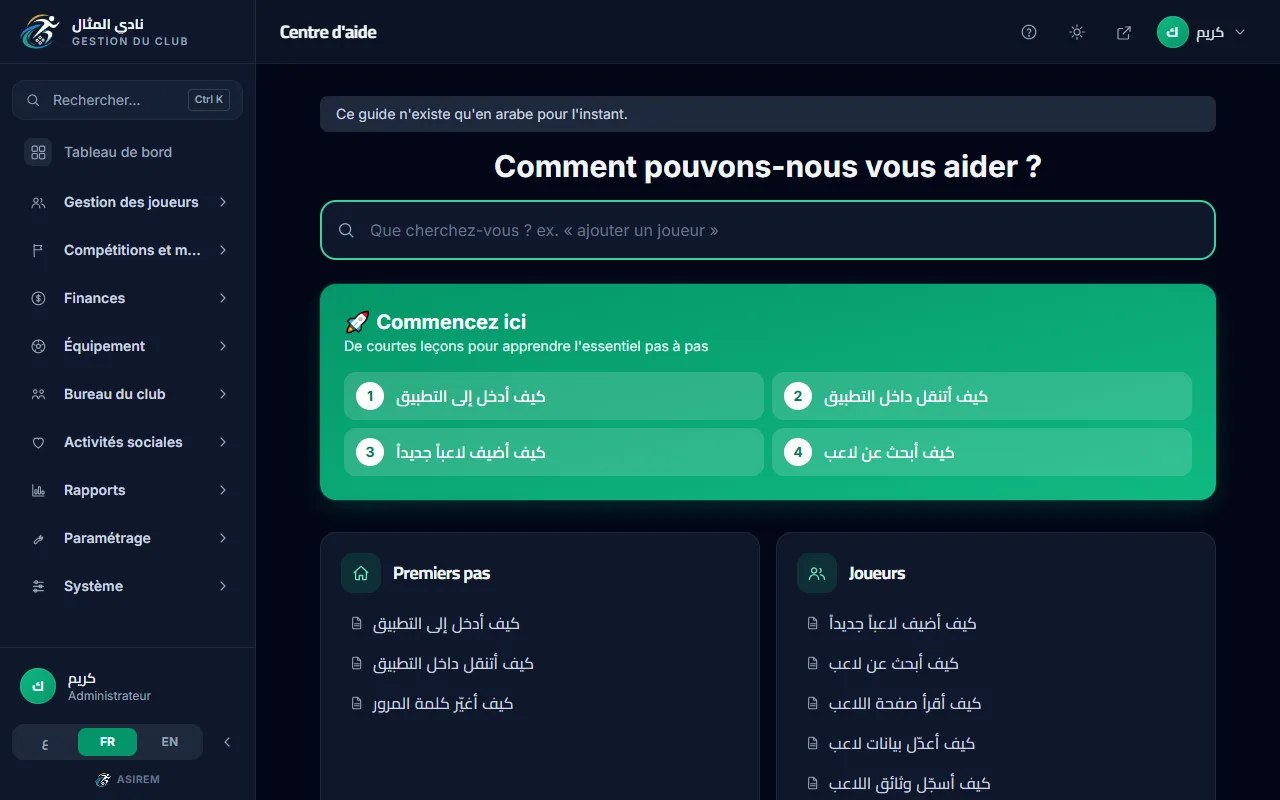 نادي المثال
GESTION DU CLUB
Rechercher...
Ctrl K
Tableau de bord
Gestion des joueurs
Compétitions et m...
Finances
Équipement
Bureau du club
Activités sociales
Rapports
Paramétrage
Système
ك
كريم
Administrateur
ع
FR
EN
ASIREM
Centre d'aide
ك
كريم
Ce guide n'existe qu'en arabe pour l'instant.
Comment pouvons-nous vous aider ?
Que cherchez-vous ? ex. « ajouter un joueur »
🚀 Commencez ici
De courtes leçons pour apprendre l'essentiel pas à pas
1 كيف أدخل إلى التطبيق
2 كيف أتنقل داخل التطبيق
3 كيف أضيف لاعباً جديداً
4 كيف أبحث عن لاعب
Premiers pas
كيف أدخل إلى التطبيق
كيف أتنقل داخل التطبيق
كيف أغيّر كلمة المرور
Joueurs
كيف أضيف لاعباً جديداً
كيف أبحث عن لاعب
كيف أقرأ صفحة اللاعب
كيف أعدّل بيانات لاعب
كيف أسجّل وثائق اللاعب